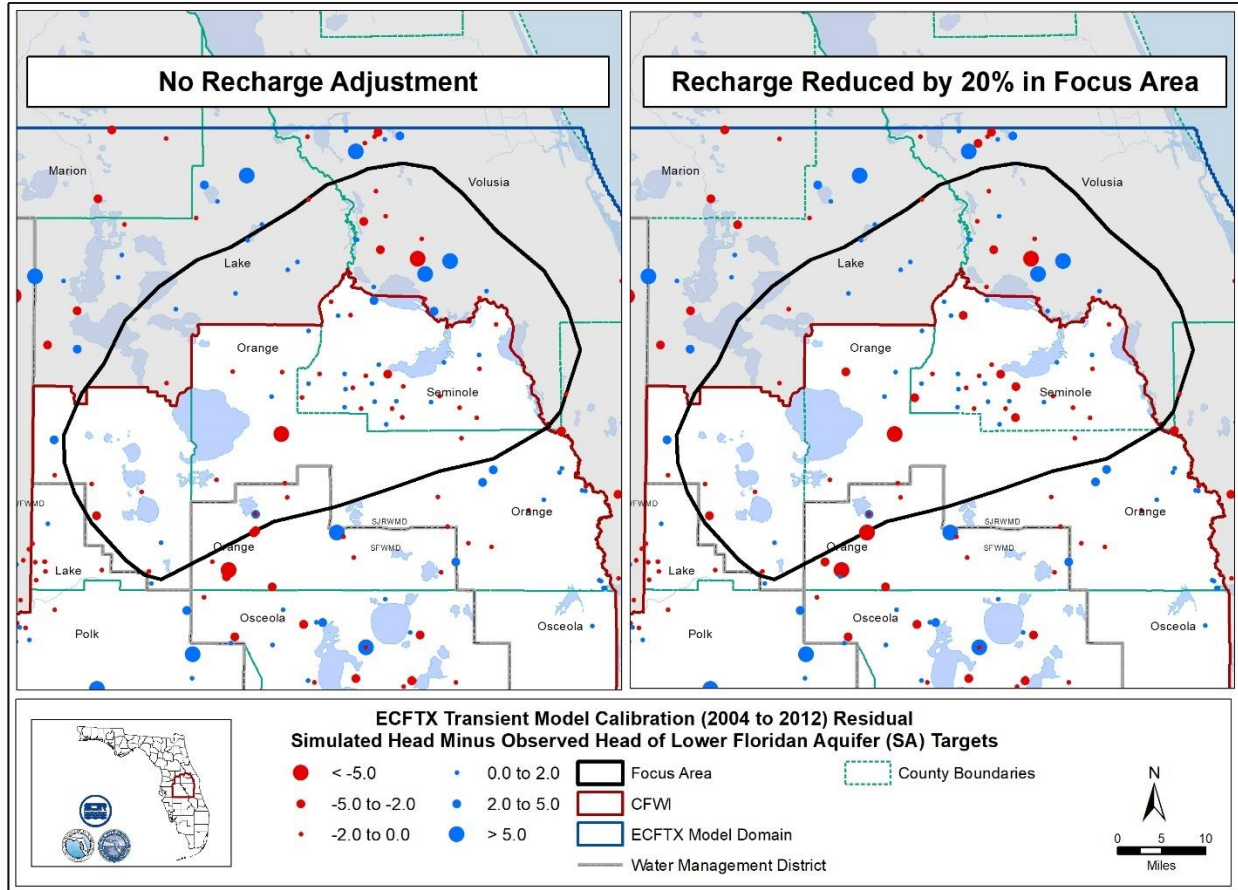 No Recharge Adjustment
Marion
Volusia
Lake
Orange
Seminole
Orange
SJRWMD
SFWMD
Orange
Lake
Osceola
Polk
Osceola
Recharge Reduced by 20% in Focus Area
Marion
Volusia
Lake
Orange
Seminole
Orange
SJRWMD
SFWMD
Orange
Lake
Osceola
Polk
Osceola
ECFTX Transient Model Calibration (2004 to 2012) Residual
Simulated Head Minus Observed Head of Lower Floridan Aquifer (SA) Targets
< -5.0
-5.0 to -2.0
-2.0 to 0.0
0.0 to 2.0
2.0 to 5.0
> 5.0
Focus Area
CFWI
ECFTX Model Domain
Water Management District
County Boundaries
N
0 5 10
Miles